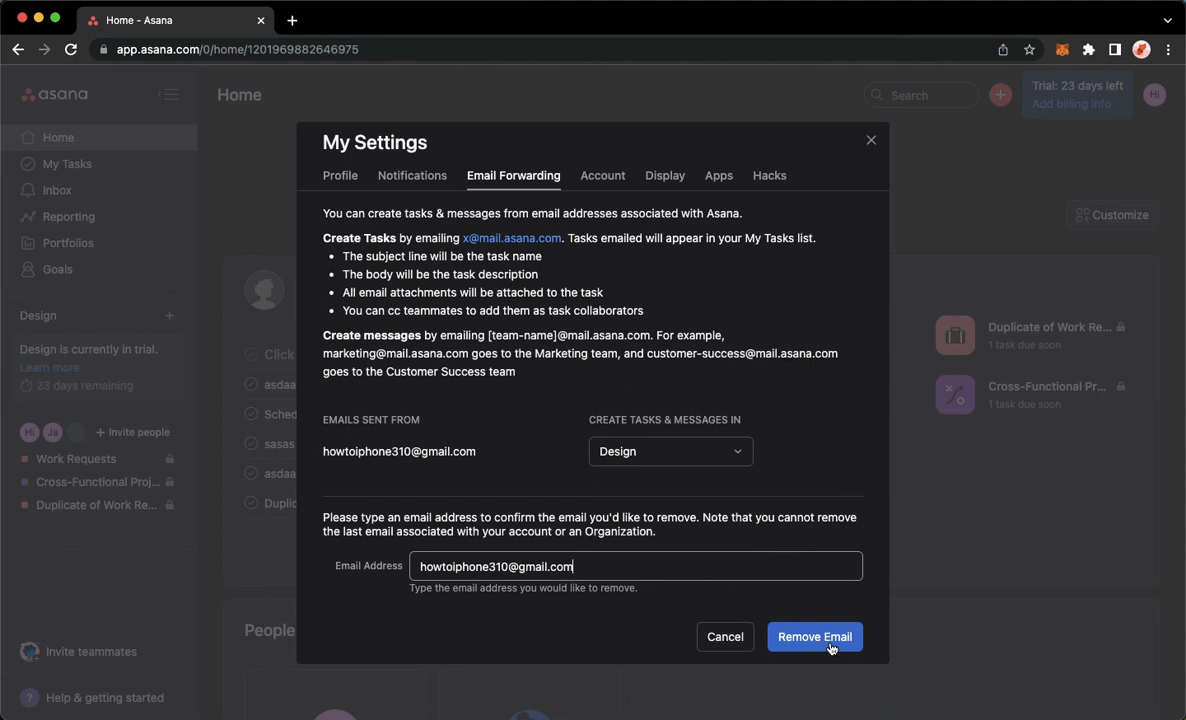 Home - Asana
app.asana.com/0/home/1201969882646975
asana
Home
Search
Trial: 23 days left
Add billing info
Hi
Home
My Tasks
Inbox
Reporting
Portfolios
Goals
Customize
Design
Design is currently in trial.
Learn more
23 days remaining
Hi Ja
Invite people
Work Requests
Cross-Functional Proj...
Duplicate of Work Re...
Invite teammates
? Help & getting started
Click
asdaa
Sched
sasas
asdaa
Duplic
People
My Settings
Profile Notifications Email Forwarding Account Display Apps Hacks
You can create tasks & messages from email addresses associated with Asana.
Create Tasks by emailing x@mail.asana.com. Tasks emailed will appear in your My Tasks list.
• The subject line will be the task name
• The body will be the task description
• All email attachments will be attached to the task
• You can cc teammates to add them as task collaborators
Create messages by emailing [team-name]@mail.asana.com. For example,
marketing@mail.asana.com goes to the Marketing team, and customer-success@mail.asana.com
goes to the Customer Success team
EMAILS SENT FROM CREATE TASKS & MESSAGES IN
howtoiphone310@gmail.com Design
Please type an email address to confirm the email you'd like to remove. Note that you cannot remove
the last email associated with your account or an Organization.
Email Address howtoiphone310@gmail.com
Type the email address you would like to remove.
Cancel Remove Email
Duplicate of Work Re...
1 task due soon
Cross-Functional Pr...
1 task due soon